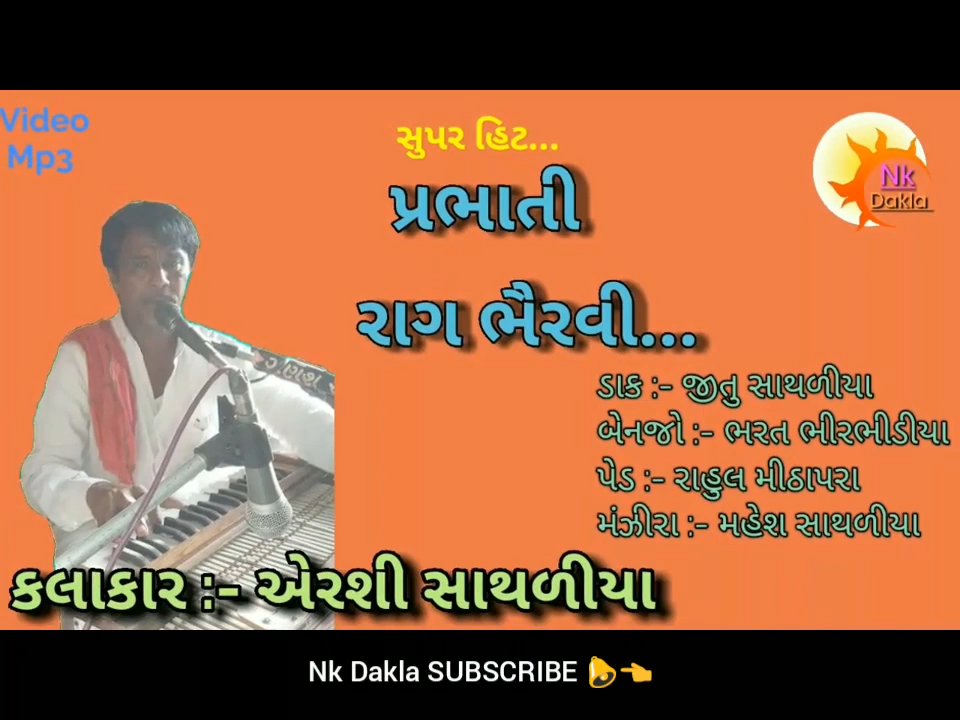 Video
Mp3
સુપર હિટ...
Nk
Dakla
પ્રભાતી
રાગ ભૈરવી...
ડાક :- જીતુ સાથળીયા
બેનજો :- ભરત ભીરભીડીયા
પેડ :- રાહુલ મીઠાપરા
મંઝીરા :- મહેશ સાથળીયા
કલાકાર :- એરશી સાથળીયા
Nk Dakla SUBSCRIBE 🔔👈